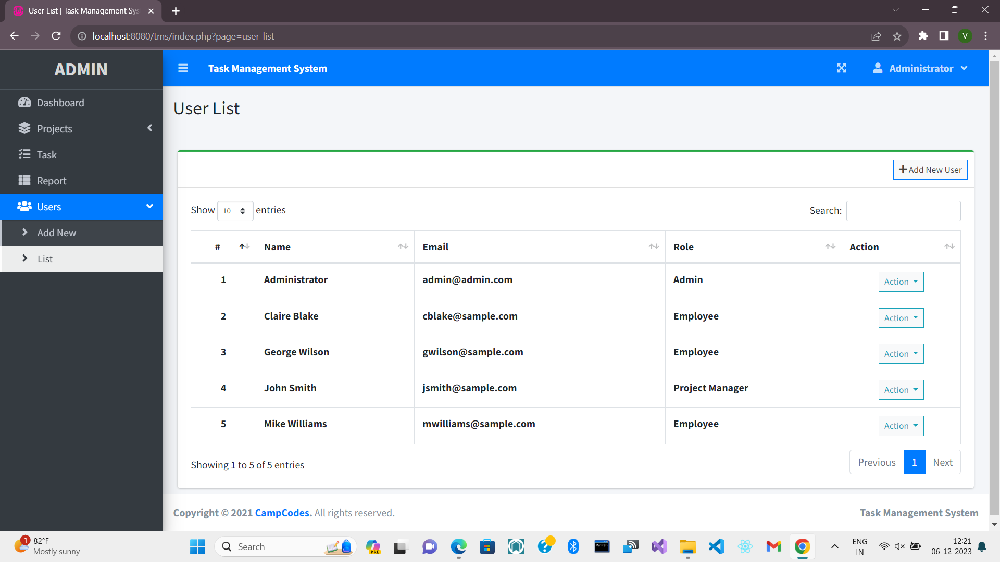 User List | Task Management Sys
localhost:8080/tms/index.php?page=user_list
V
ADMIN
Task Management System
Administrator
Dashboard
Projects
Task
Report
Users
Add New
List
User List
Add New User
Show 10 entries
Search:
# Name Email Role Action
1 Administrator admin@admin.com Admin Action
2 Claire Blake cblake@sample.com Employee Action
3 George Wilson gwilson@sample.com Employee Action
4 John Smith jsmith@sample.com Project Manager Action
5 Mike Williams mwilliams@sample.com Employee Action
Showing 1 to 5 of 5 entries
Previous 1 Next
Copyright © 2021 CampCodes. All rights reserved.
Task Management System
1
82°F
Mostly sunny
Search
PRE
MySQL
ENG
IN
12:21
06-12-2023